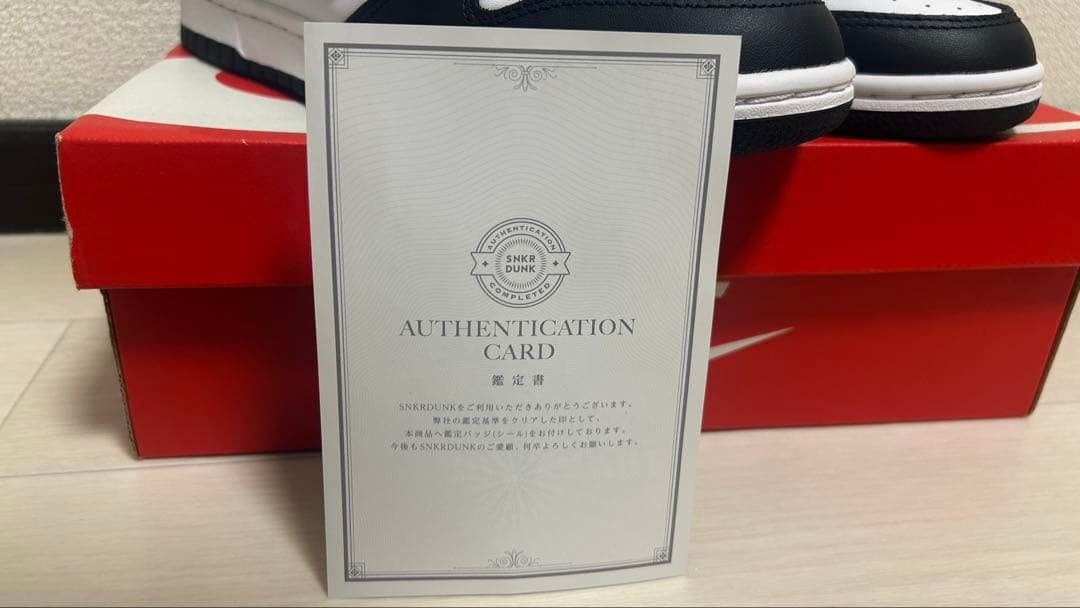 AUTHENTICATION
SNKR
DUNK
COMPLETED
AUTHENTICATION
CARD
鑑定書
SNKRDUNKをご利用いただきありがとうございます。
弊社の鑑定基準をクリアした印として、
本商品へ鑑定バッジ(シール)をお付けしております。
今後もSNKRDUNKのご愛顧、何卒よろしくお願いします。